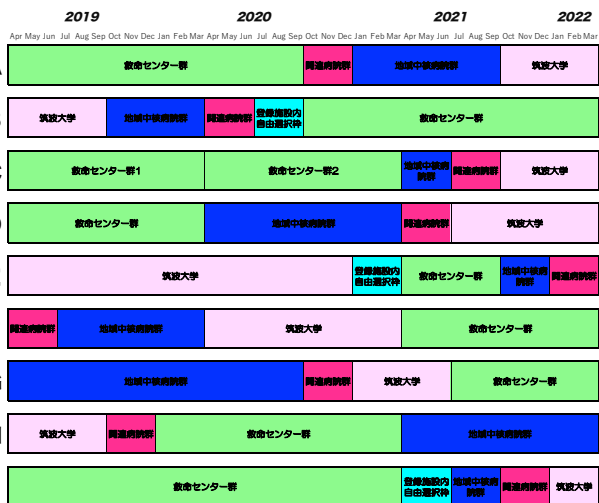 2019 2020 2021 2022
Apr May Jun Jul Aug Sep Oct Nov Dec Jan Feb Mar Apr May Jun Jul Aug Sep Oct Nov Dec Jan Feb Mar Apr May Jun Jul Aug Sep Oct Nov Dec Jan Feb Mar
救命センター群 関連病院群 地域中核病院群 筑波大学
筑波大学 地域中核病院群 関連病院群 登録施設内 救命センター群
自由選択枠
救命センター群1 救命センター群2 地域中核病 関連病院群 筑波大学
院群
救命センター群 地域中核病院群 関連病院群 筑波大学
筑波大学 登録施設内 救命センター群 地域中核病 関連病院群
自由選択枠 院群
関連病院群 地域中核病院群 筑波大学 救命センター群
地域中核病院群 関連病院群 筑波大学 救命センター群
筑波大学 関連病院群 救命センター群 地域中核病院群
救命センター群 登録施設内 地域中核病 関連病院群 筑波大学
自由選択枠 院群